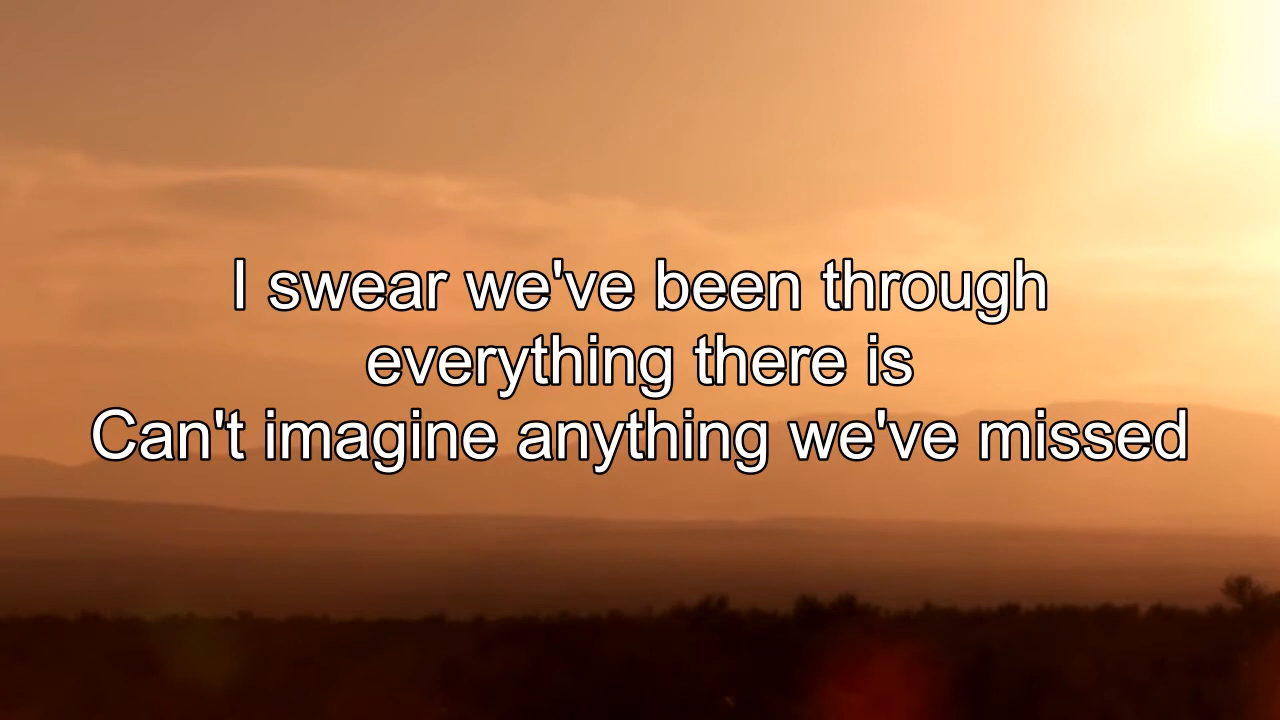 I swear we've been through
everything there is
Can't imagine anything we've missed